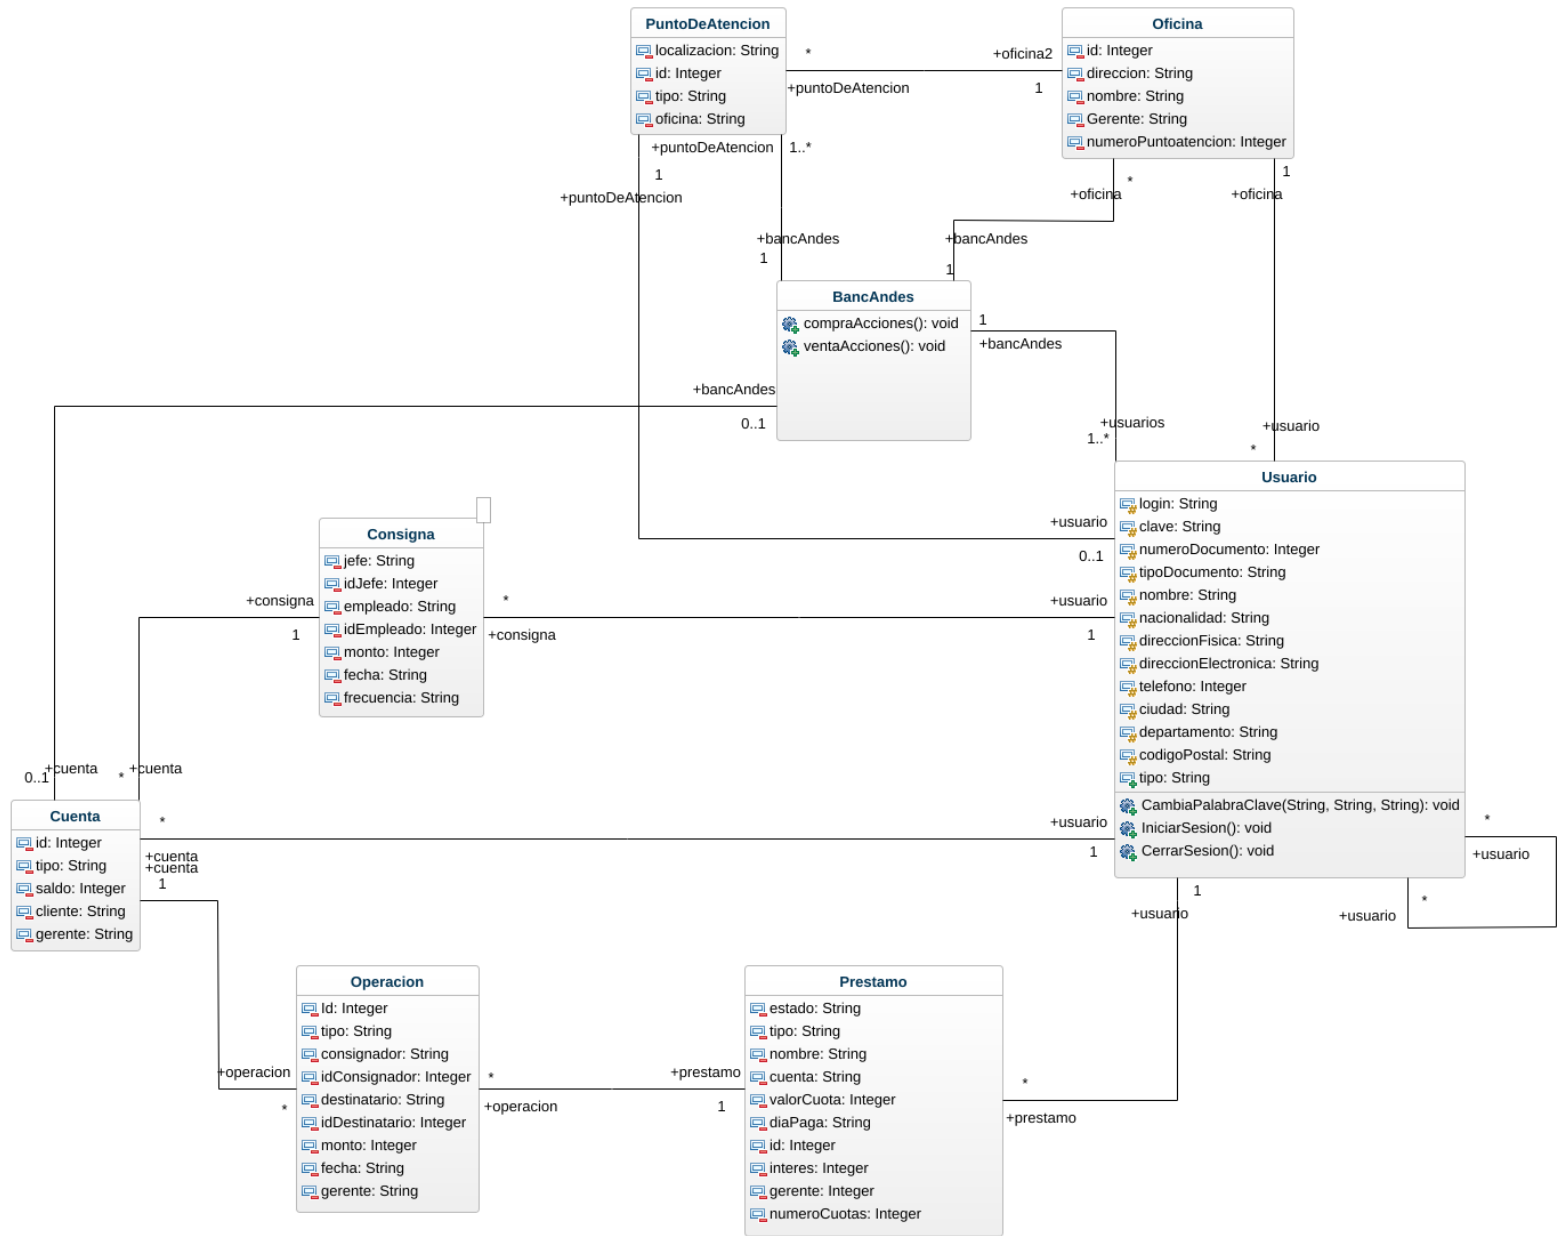 PuntoDeAtencion
localizacion: String
id: Integer
tipo: String
oficina: String
*
+oficina2
+puntoDeAtencion
1
Oficina
id: Integer
direccion: String
nombre: String
Gerente: String
numeroPuntoatencion: Integer
+puntoDeAtencion
1..*
1
+puntoDeAtencion
*
+oficina
1
+oficina
+bancAndes
1
+bancAndes
1
BancAndes
compraAcciones(): void
ventaAcciones(): void
1
+bancAndes
+bancAndes
0..1
+usuarios
1..*
+usuario
*
Usuario
login: String
clave: String
numeroDocumento: Integer
tipoDocumento: String
nombre: String
nacionalidad: String
direccionFisica: String
direccionElectronica: String
telefono: Integer
ciudad: String
departamento: String
codigoPostal: String
tipo: String
CambiaPalabraClave(String, String, String): void
IniciarSesion(): void
CerrarSesion(): void
+usuario
0..1
Consigna
jefe: String
idJefe: Integer
empleado: String
idEmpleado: Integer
monto: Integer
fecha: String
frecuencia: String
+consigna
1
*
+consigna
+usuario
1
0..1
+cuenta
*
+cuenta
Cuenta
id: Integer
tipo: String
saldo: Integer
cliente: String
gerente: String
*
+cuenta
+cuenta
1
+usuario
1
*
+usuario
*
+usuario
1
+usuario
Operacion
Id: Integer
tipo: String
consignador: String
idConsignador: Integer
destinatario: String
idDestinatario: Integer
monto: Integer
fecha: String
gerente: String
+operacion
*
*
+operacion
+prestamo
1
Prestamo
estado: String
tipo: String
nombre: String
cuenta: String
valorCuota: Integer
diaPaga: String
id: Integer
interes: Integer
gerente: Integer
numeroCuotas: Integer
*
+prestamo